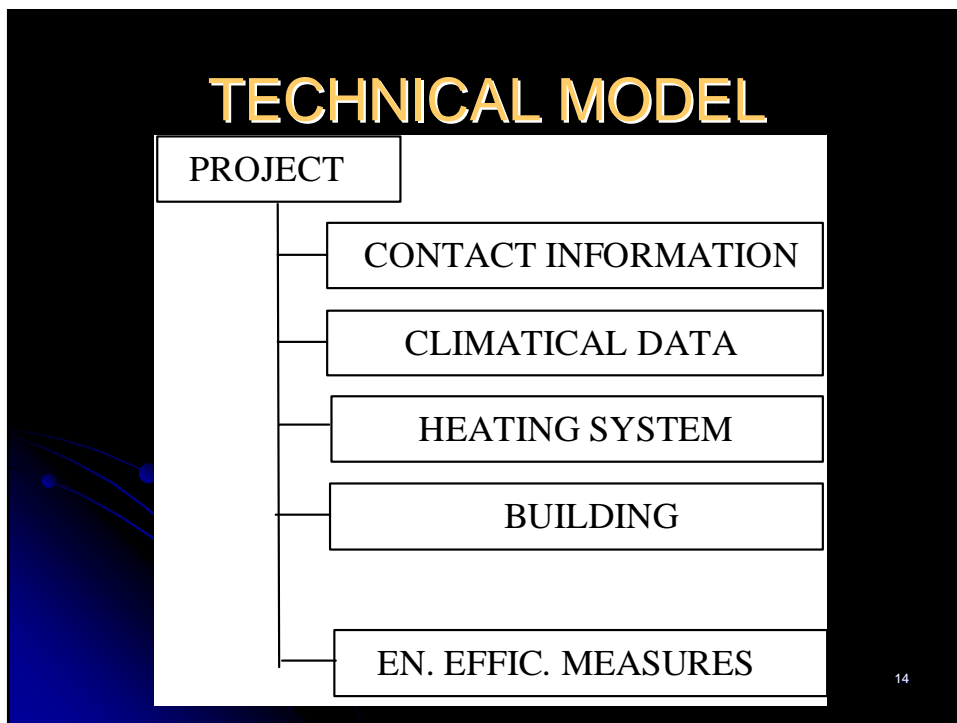 TECHNICAL MODEL
PROJECT
CONTACT INFORMATION
CLIMATICAL DATA
HEATING SYSTEM
BUILDING
EN. EFFIC. MEASURES
14